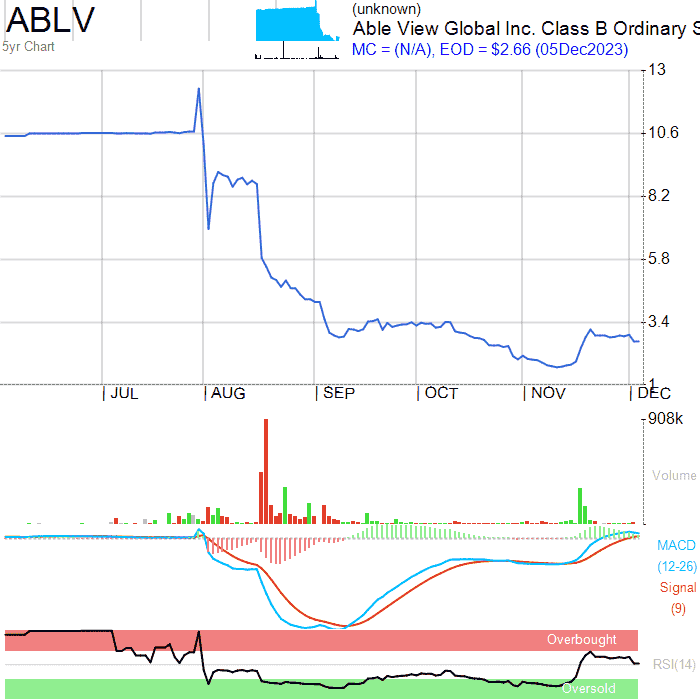 ABLV
5yr Chart
(unknown)
Able View Global Inc. Class B Ordinary S
MC = (N/A), EOD = $2.66 (05Dec2023)
13
10.6
8.2
5.8
3.4
1
JUL AUG SEP OCT NOV DEC
908k
Volume
MACD
(12-26)
Signal
(9)
Overbought
RSI(14)
Oversold